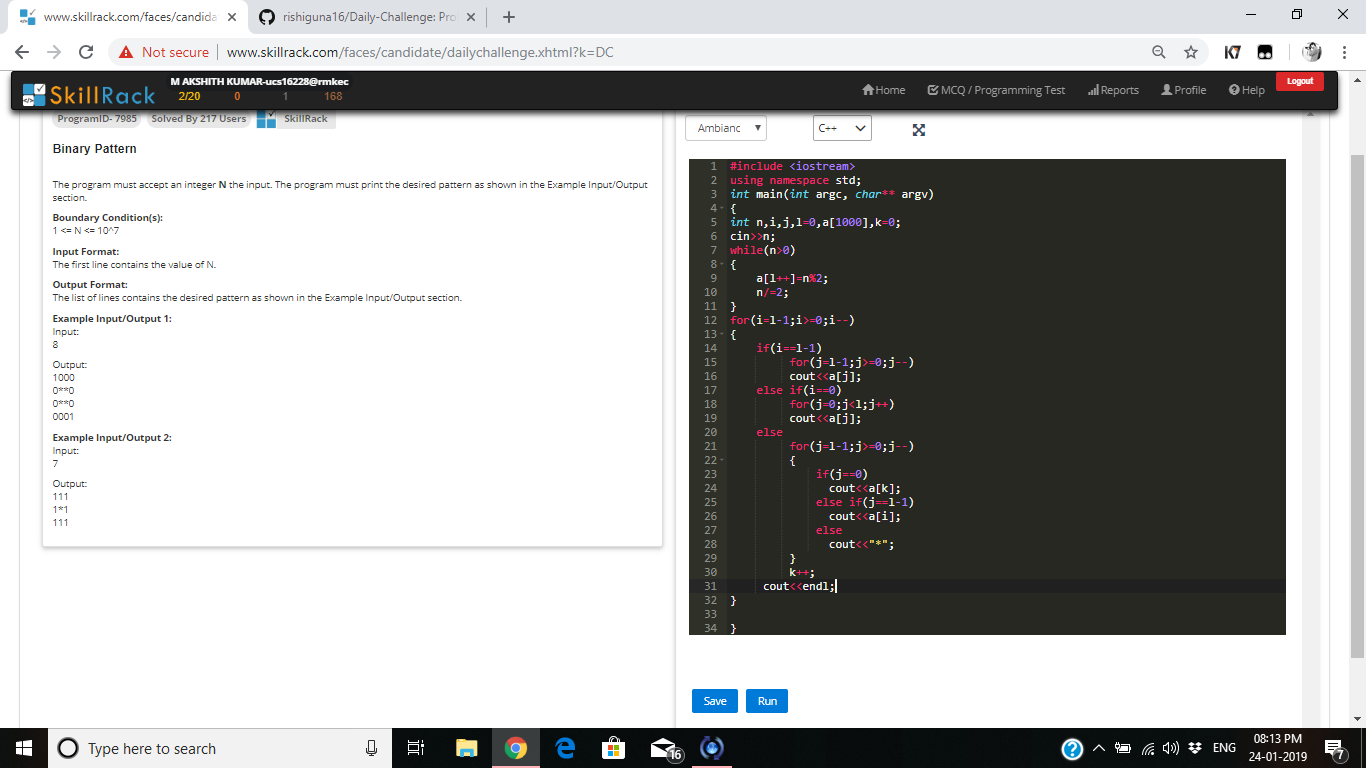 www.skillrack.com/faces/candida
rishiguna16/Daily-Challenge: Pro
Not secure
www.skillrack.com/faces/candidate/dailychallenge.xhtml?k=DC
K7
SkillRack
M AKSHITH KUMAR-ucs16228@rmkec
2/20 0 1 168
Home
MCQ / Programming Test
Reports
Profile
Help
Logout
ProgramID- 7985
Solved By 217 Users
SkillRack
Binary Pattern
The program must accept an integer N the input. The program must print the desired pattern as shown in the Example Input/Output
section.
Boundary Condition(s):
1 <= N <= 10^7
Input Format:
The first line contains the value of N.
Output Format:
The list of lines contains the desired pattern as shown in the Example Input/Output section.
Example Input/Output 1:
Input:
8
Output:
1000
0**0
0**0
0001
Example Input/Output 2:
Input:
7
Output:
111
1*1
111
Ambianc
C++
1 #include <iostream>
2 using namespace std;
3 int main(int argc, char** argv)
4 {
5 int n,i,j,l=0,a[1000],k=0;
6 cin>>n;
7 while(n>0)
8 {
9 a[l++]=n%2;
10 n/=2;
11 }
12 for(i=l-1;i>=0;i--)
13 {
14 if(i==l-1)
15 for(j=l-1;j>=0;j--)
16 cout<<a[j];
17 else if(i==0)
18 for(j=0;j<l;j++)
19 cout<<a[j];
20 else
21 for(j=l-1;j>=0;j--)
22 {
23 if(j==0)
24 cout<<a[k];
25 else if(j==l-1)
26 cout<<a[i];
27 else
28 cout<<"*";
29 }
30 k++;
31 cout<<endl;
32 }
33
34 }
Save
Run
Type here to search
16
ENG
08:13 PM
24-01-2019
7